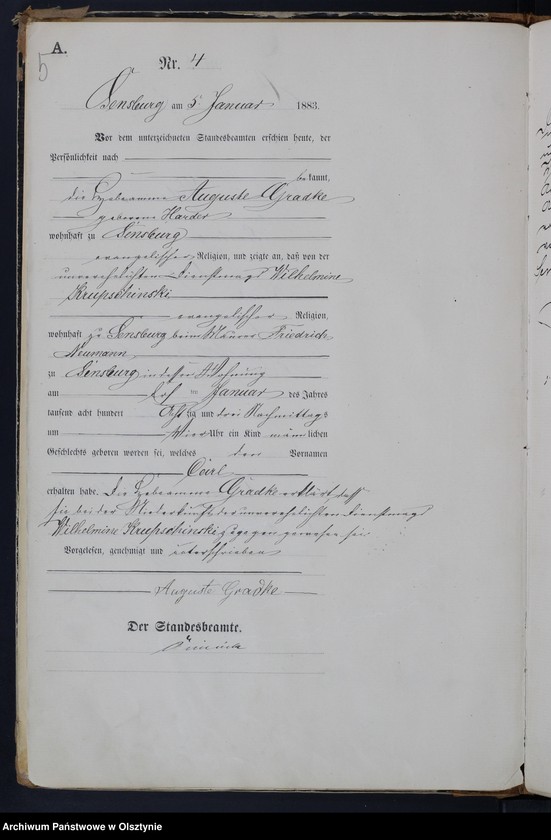 A.
5
Nr. 4
Sensburg am 5 Januar 1883.
Vor dem unterzeichneten Standesbeamten erschien heute, der
Persönlichkeit nach
bekannt,
die Hebeamme Auguste Gradke
geborene Harder
wohnhaft zu Sensburg
evangelischer Religion, und zeigte an, daß von der
unverehelichten Dienstmagd Wilhelmine
Krupschinski
evangelischer Religion,
wohnhaft zu Sensburg beim Maurer Friedrich
Neumann
zu Sensburg in dessen Wohnung
am ten Januar des Jahres
tausend acht hundert Achtzig und drei Nachmittags
um Vier Uhr ein Kind männlichen
Geschlechts geboren worden sei, welches den Vornamen
Carl
erhalten habe. Die Hebeamme Gradke erklärt, daß
sie bei der Niederkunft der unverehelichten Dienstmagd
Wilhelmine Krupschinski zugegen gewesen sei
Vorgelesen, genehmigt und unterschrieben
Auguste Gradke
Der Standesbeamte.
Archiwum Państwowe w Olsztynie